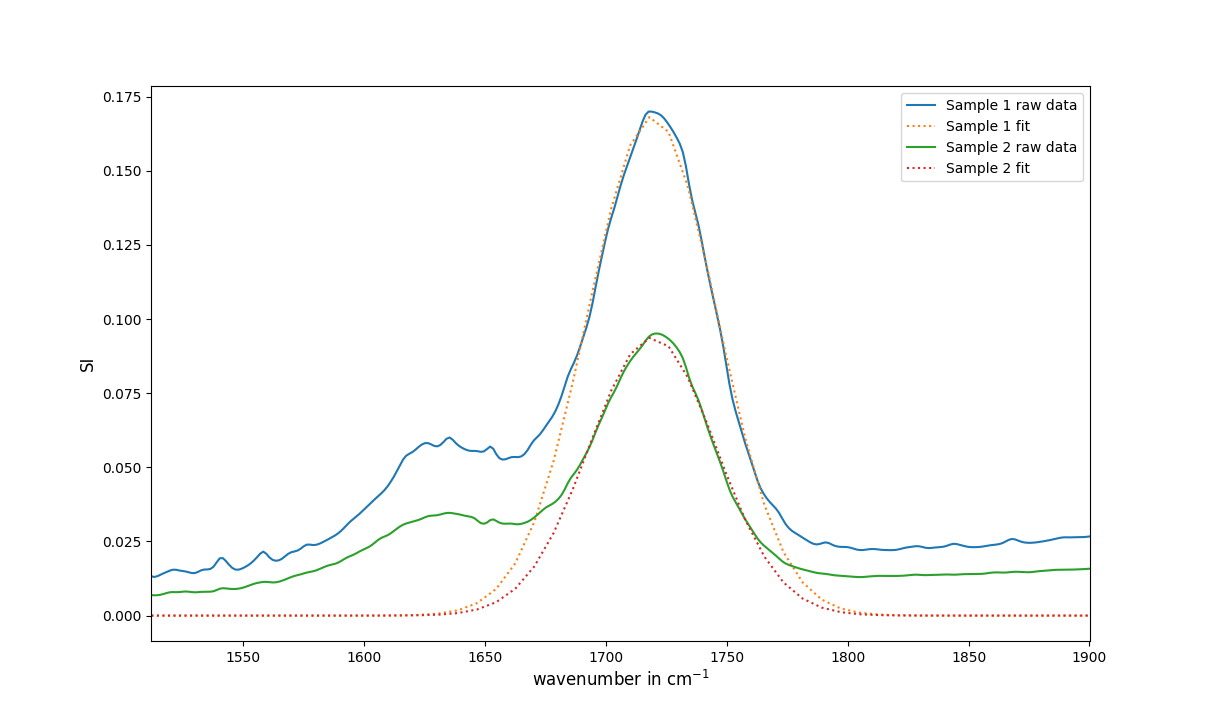 0.175
0.150
0.125
0.100
0.075
0.050
0.025
0.000
SI
1550 1600 1650 1700 1750 1800 1850 1900
wavenumber in cm⁻¹
Sample 1 raw data
Sample 1 fit
Sample 2 raw data
Sample 2 fit